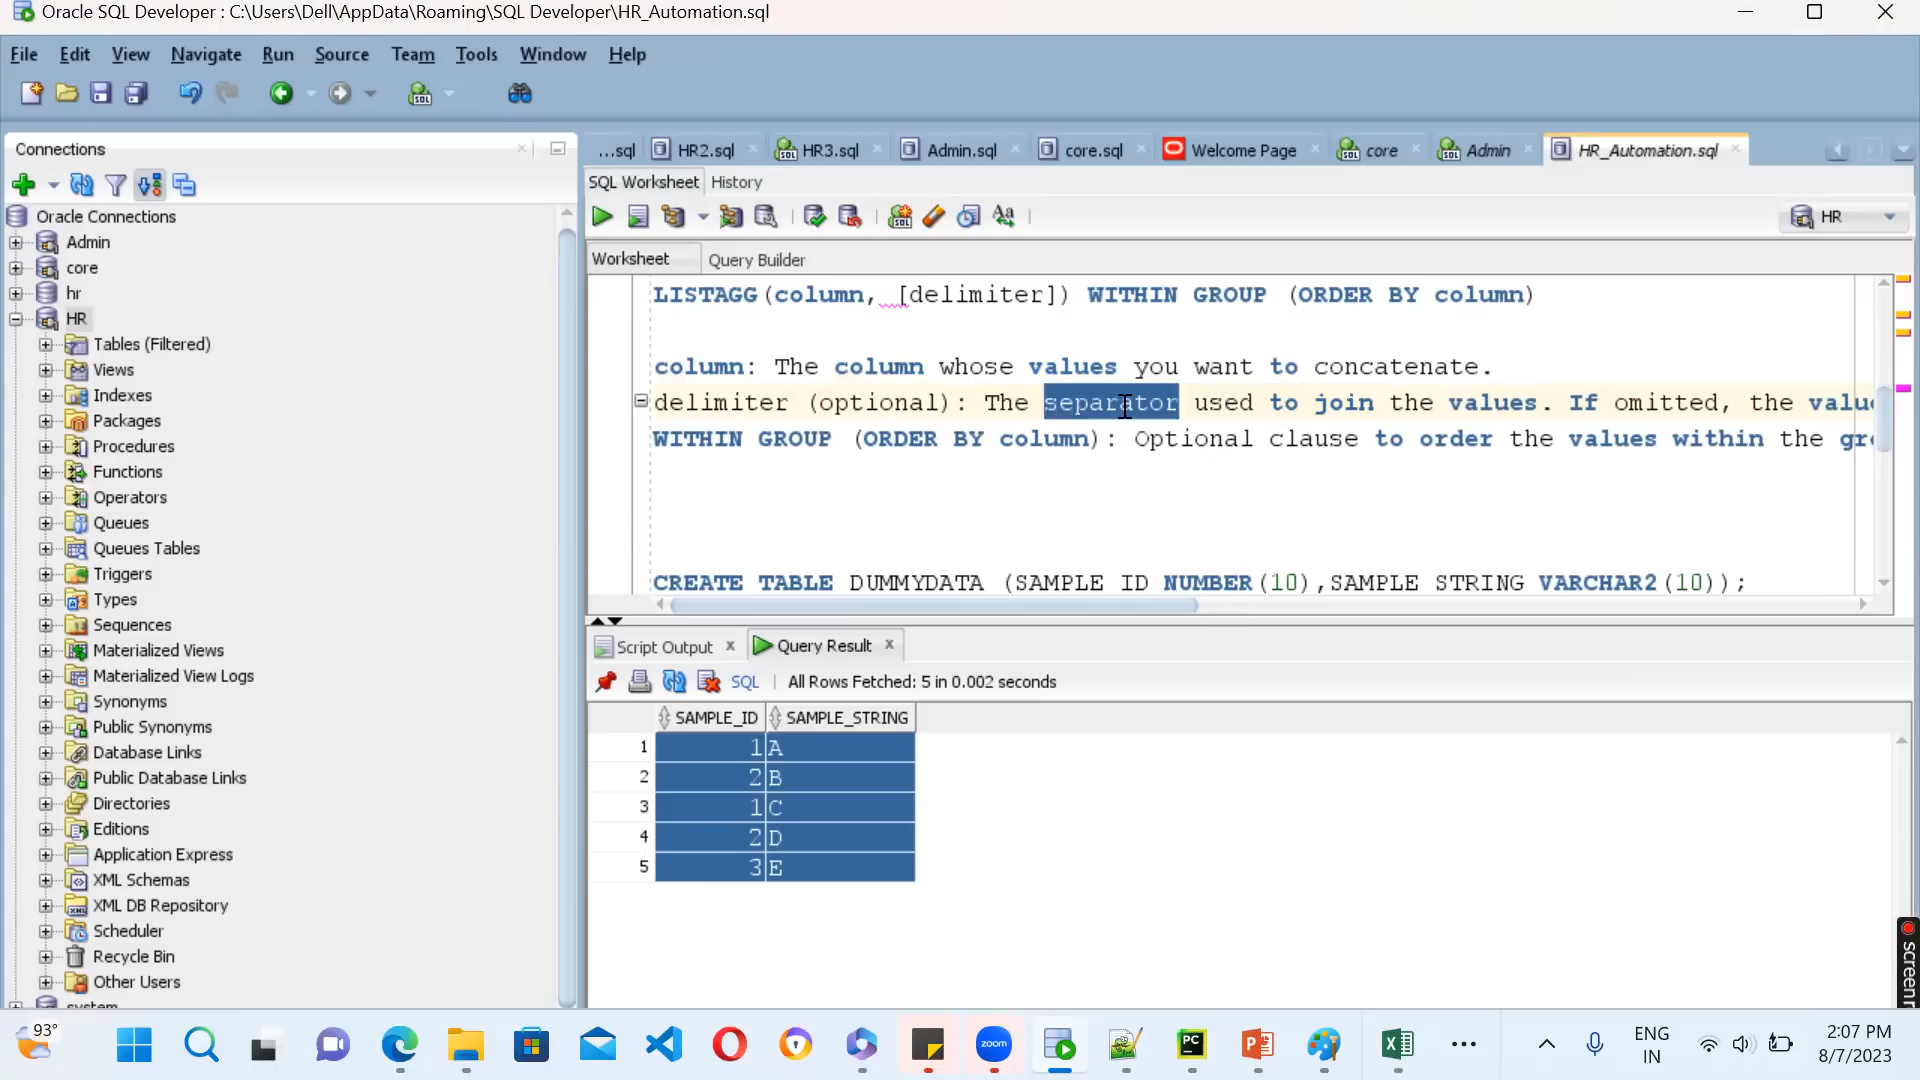 Oracle SQL Developer : C:\Users\Dell\AppData\Roaming\SQL Developer\HR_Automation.sql
File Edit View Navigate Run Source Team Tools Window Help
Connections
Oracle Connections
Admin
core
hr
HR
Tables (Filtered)
Views
Indexes
Packages
Procedures
Functions
Operators
Queues
Queues Tables
Triggers
Types
Sequences
Materialized Views
Materialized View Logs
Synonyms
Public Synonyms
Database Links
Public Database Links
Directories
Editions
Application Express
XML Schemas
XML DB Repository
Scheduler
Recycle Bin
Other Users
system
...sql HR2.sql HR3.sql Admin.sql core.sql Welcome Page core Admin HR_Automation.sql
SQL Worksheet History
HR
Worksheet Query Builder
LISTAGG(column, [delimiter]) WITHIN GROUP (ORDER BY column)
column: The column whose values you want to concatenate.
delimiter (optional): The separator used to join the values. If omitted, the valu
WITHIN GROUP (ORDER BY column): Optional clause to order the values within the gr
CREATE TABLE DUMMYDATA (SAMPLE_ID NUMBER(10),SAMPLE_STRING VARCHAR2(10));
Script Output Query Result
SQL All Rows Fetched: 5 in 0.002 seconds
SAMPLE_ID SAMPLE_STRING
1 1 A
2 2 B
3 1 C
4 2 D
5 3 E
screenr
93°
zoom
PC
ENG
IN
2:07 PM
8/7/2023